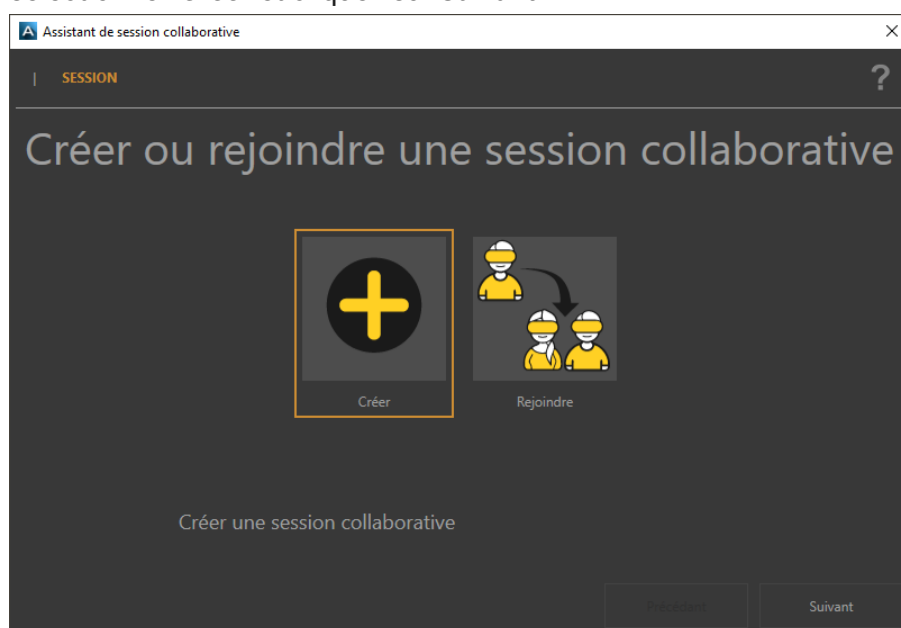 Assistant de session collaborative
| SESSION
?
Créer ou rejoindre une session collaborative
Créer
Rejoindre
Créer une session collaborative
Précédent
Suivant